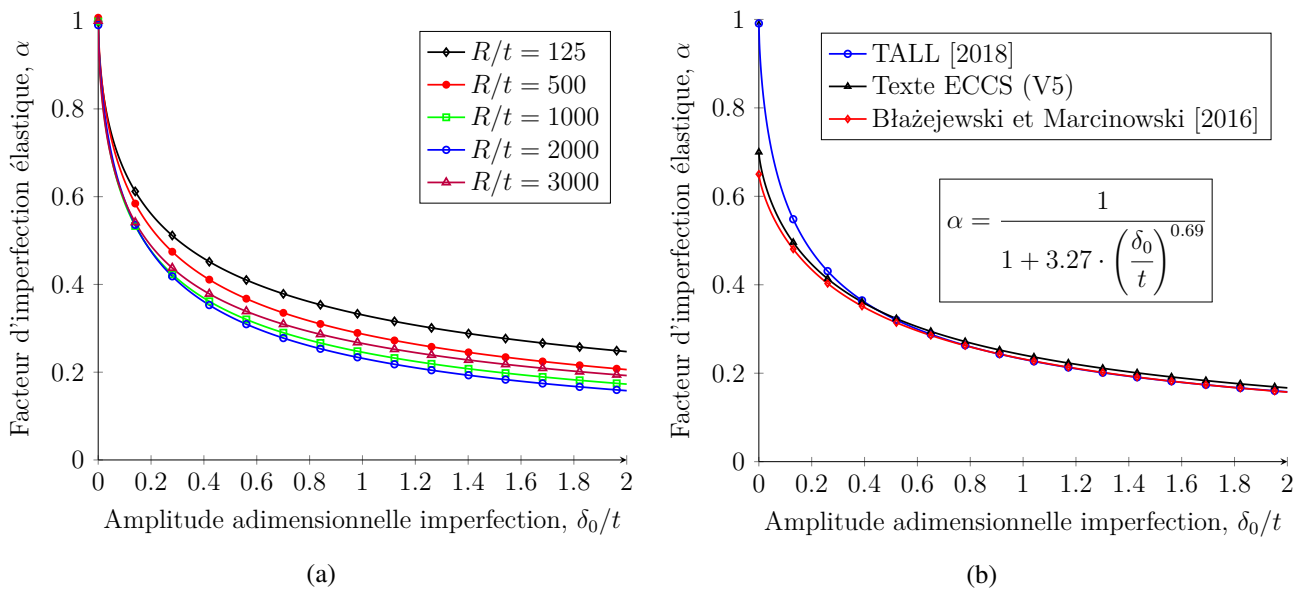 Facteur d'imperfection élastique, α
1
0.8
0.6
0.4
0.2
0
0 0.2 0.4 0.6 0.8 1 1.2 1.4 1.6 1.8 2
Amplitude adimensionnelle imperfection, δ₀/t
R/t = 125
R/t = 500
R/t = 1000
R/t = 2000
R/t = 3000
(a)
Facteur d'imperfection élastique, α
1
0.8
0.6
0.4
0.2
0
0 0.2 0.4 0.6 0.8 1 1.2 1.4 1.6 1.8 2
Amplitude adimensionnelle imperfection, δ₀/t
TALL [2018]
Texte ECCS (V5)
Błażejewski et Marcinowski [2016]
α = 1 / (1 + 3.27 · (δ₀/t)^0.69)
(b)